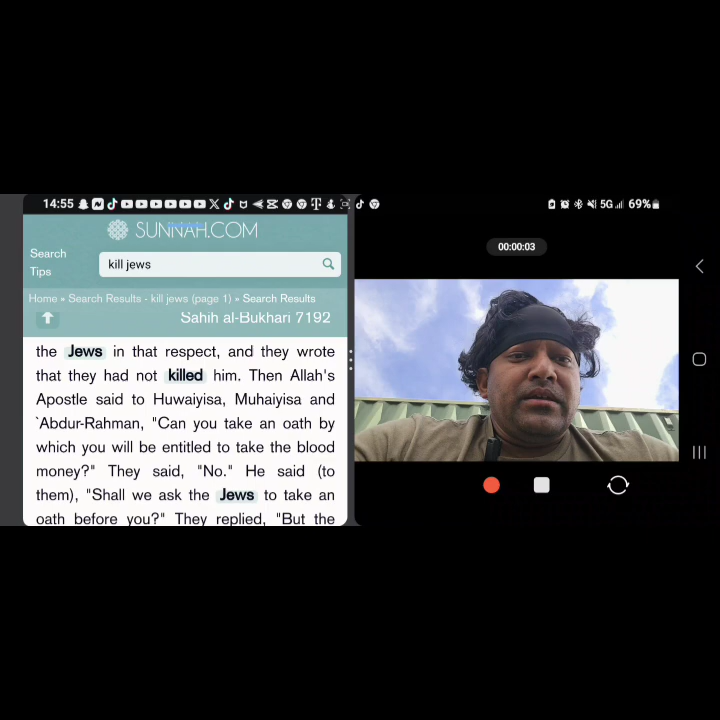 14:55
5G 69%
SUNNAH.COM
Search
Tips
kill jews
Home » Search Results - kill jews (page 1) » Search Results
Sahih al-Bukhari 7192
the Jews in that respect, and they wrote
that they had not killed him. Then Allah's
Apostle said to Huwaiyisa, Muhaiyisa and
`Abdur-Rahman, "Can you take an oath by
which you will be entitled to take the blood
money?" They said, "No." He said (to
them), "Shall we ask the Jews to take an
oath before you?" They replied, "But the
00:00:03